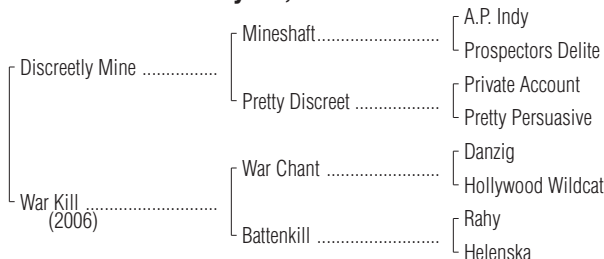 A.P. Indy
Mineshaft..................
Prospectors Delite
Discreetly Mine ................
Private Account
Pretty Discreet ....................
Pretty Persuasive
Danzig
War Chant ....................
Hollywood Wildcat
War Kill ............................
(2006)
Rahy
Battenkill ......................
Helenska